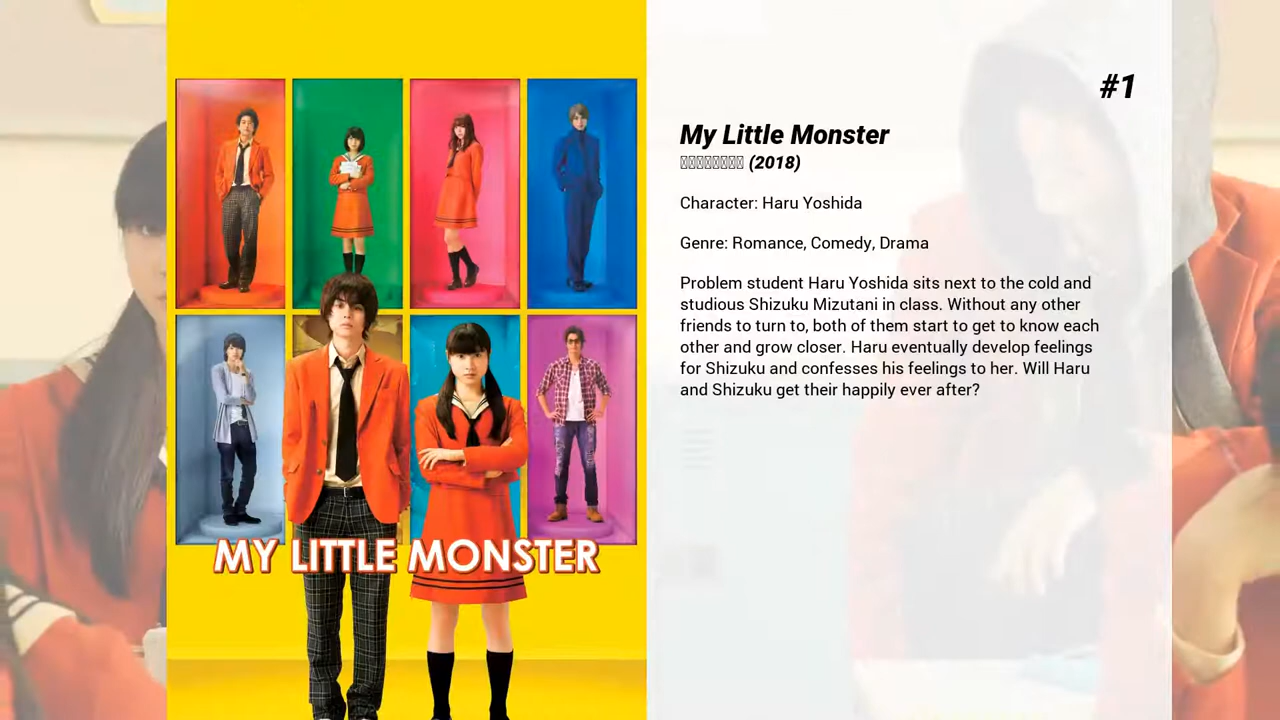 #1
My Little Monster
(2018)
Character: Haru Yoshida
Genre: Romance, Comedy, Drama
Problem student Haru Yoshida sits next to the cold and
studious Shizuku Mizutani in class. Without any other
friends to turn to, both of them start to get to know each
other and grow closer. Haru eventually develop feelings
for Shizuku and confesses his feelings to her. Will Haru
and Shizuku get their happily ever after?
MY LITTLE MONSTER